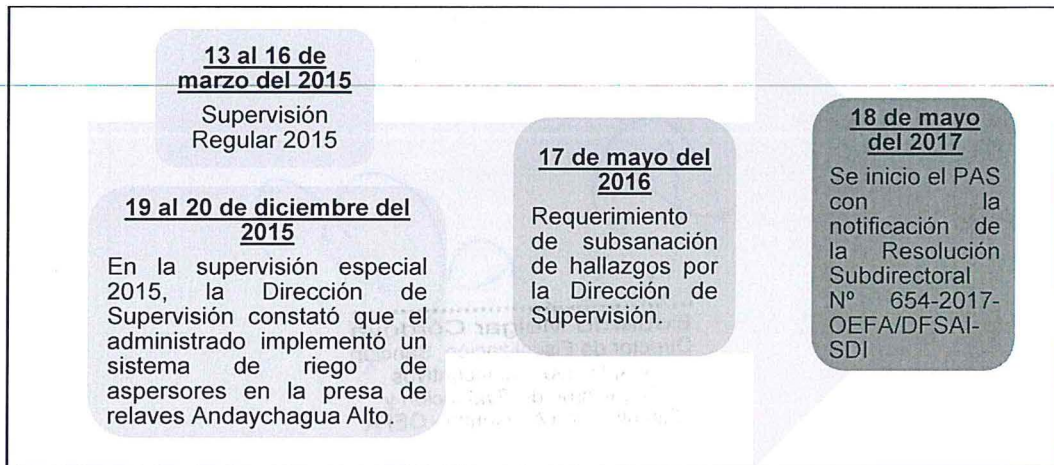 13 al 16 de
marzo del 2015
Supervisión
Regular 2015
19 al 20 de diciembre del
2015
En la supervisión especial
2015, la Dirección de
Supervisión constató que el
administrado implementó un
sistema de riego de
aspersores en la presa de
relaves Andaychagua Alto.
17 de mayo del
2016
Requerimiento
de subsanación
de hallazgos por
la Dirección de
Supervisión.
18 de mayo
del 2017
Se inicio el PAS
con la
notificación de
la Resolución
Subdirectoral
Nº 654-2017-
OEFA/DFSAI-
SDI